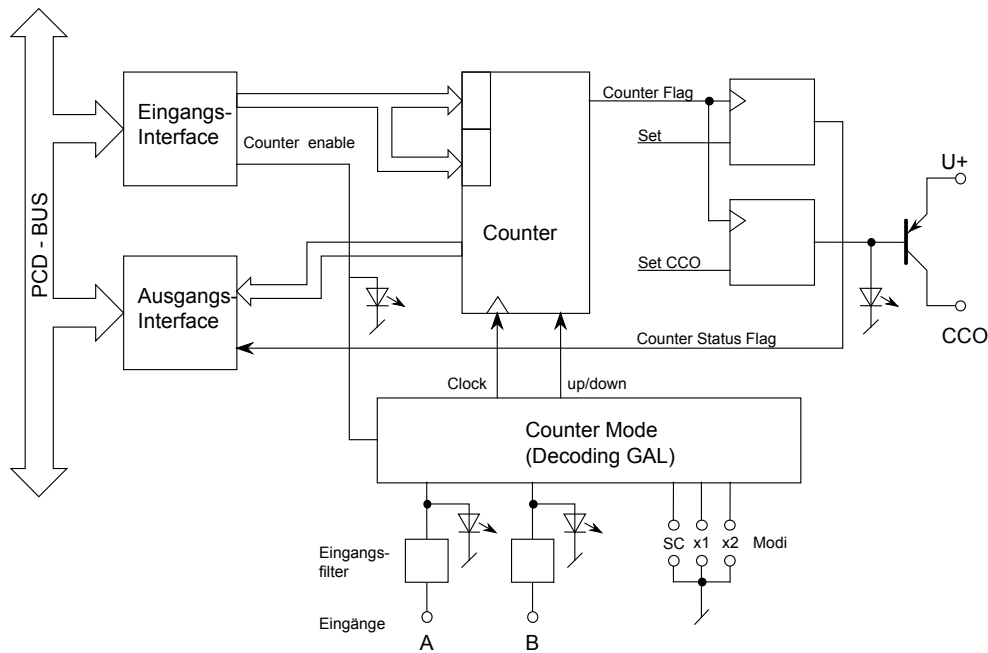 PCD - BUS
Eingangs-
Interface
Counter enable
Ausgangs-
Interface
Counter
Counter Flag
Set
Set CCO
U+
CCO
Counter Status Flag
Clock
up/down
Counter Mode
(Decoding GAL)
Eingangs-
filter
SC x1 x2 Modi
Eingänge
A B